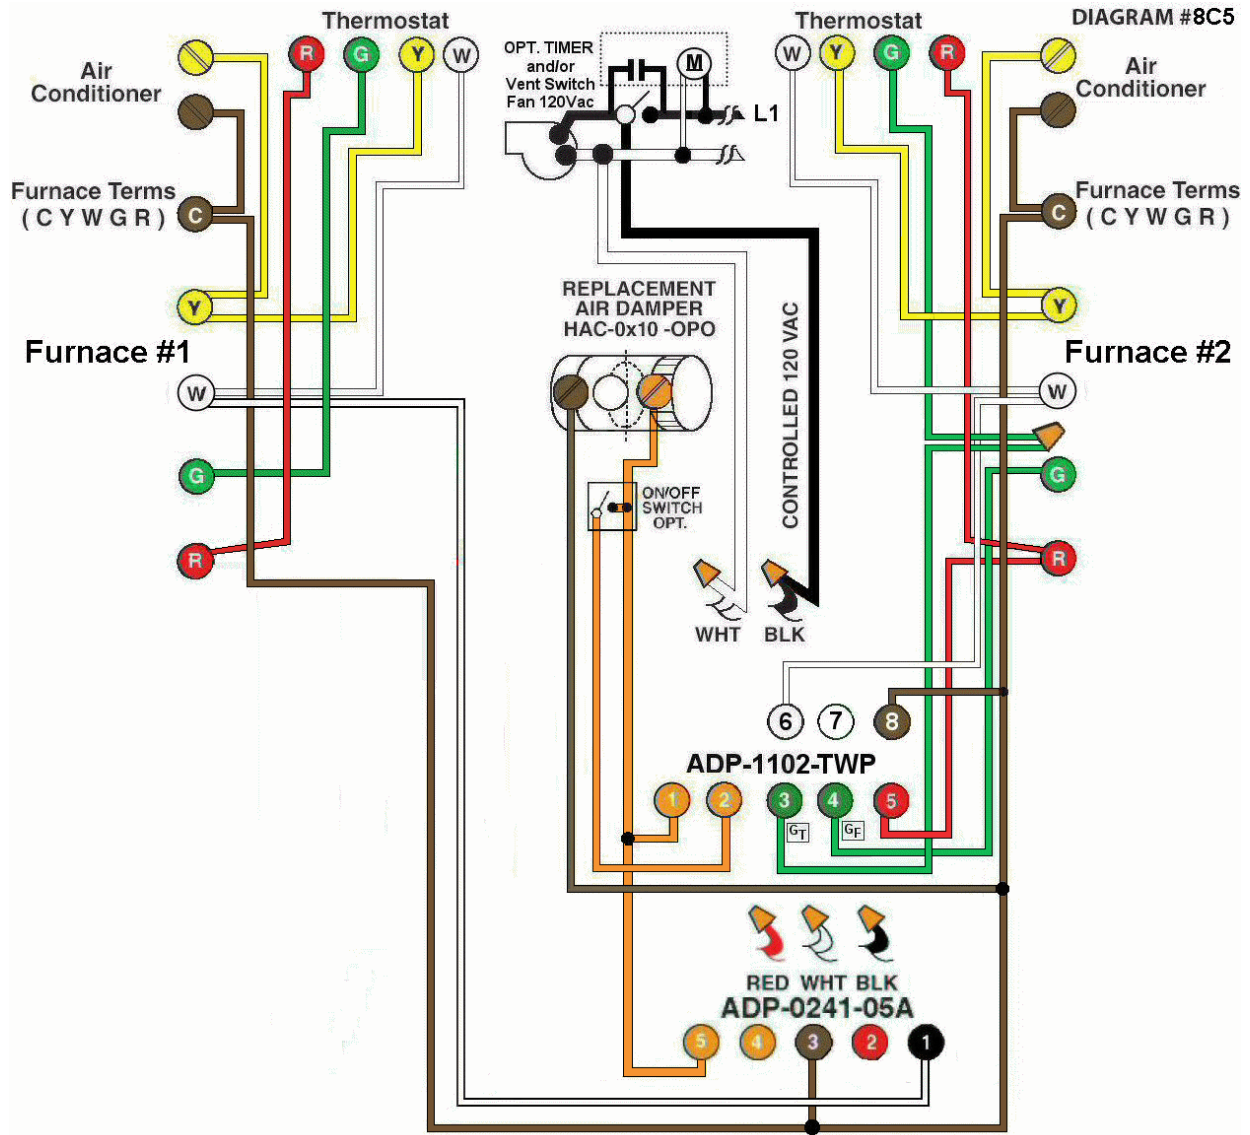 DIAGRAM #8C5
Thermostat
Thermostat
R
G
Y
W
OPT. TIMER
and/or
Vent Switch
Fan 120Vac
M
L1
W
Y
G
R
Air
Conditioner
Air
Conditioner
Furnace Terms
( C Y W G R )
C
Furnace Terms
( C Y W G R )
C
Y
Y
REPLACEMENT
AIR DAMPER
HAC-0x10 -OPO
CONTROLLED 120 VAC
Furnace #1
Furnace #2
W
W
G
G
ON/OFF
SWITCH
OPT.
R
R
WHT
BLK
6
7
8
ADP-1102-TWP
1
2
3
4
5
GT
GF
RED WHT BLK
ADP-0241-05A
5
4
3
2
1